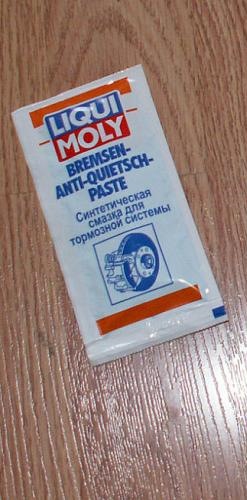 LIQUI
MOLY
BREMSEN-
ANTI-QUIETSCH-
PASTE
Синтетическая
смазка для
тормозной системы